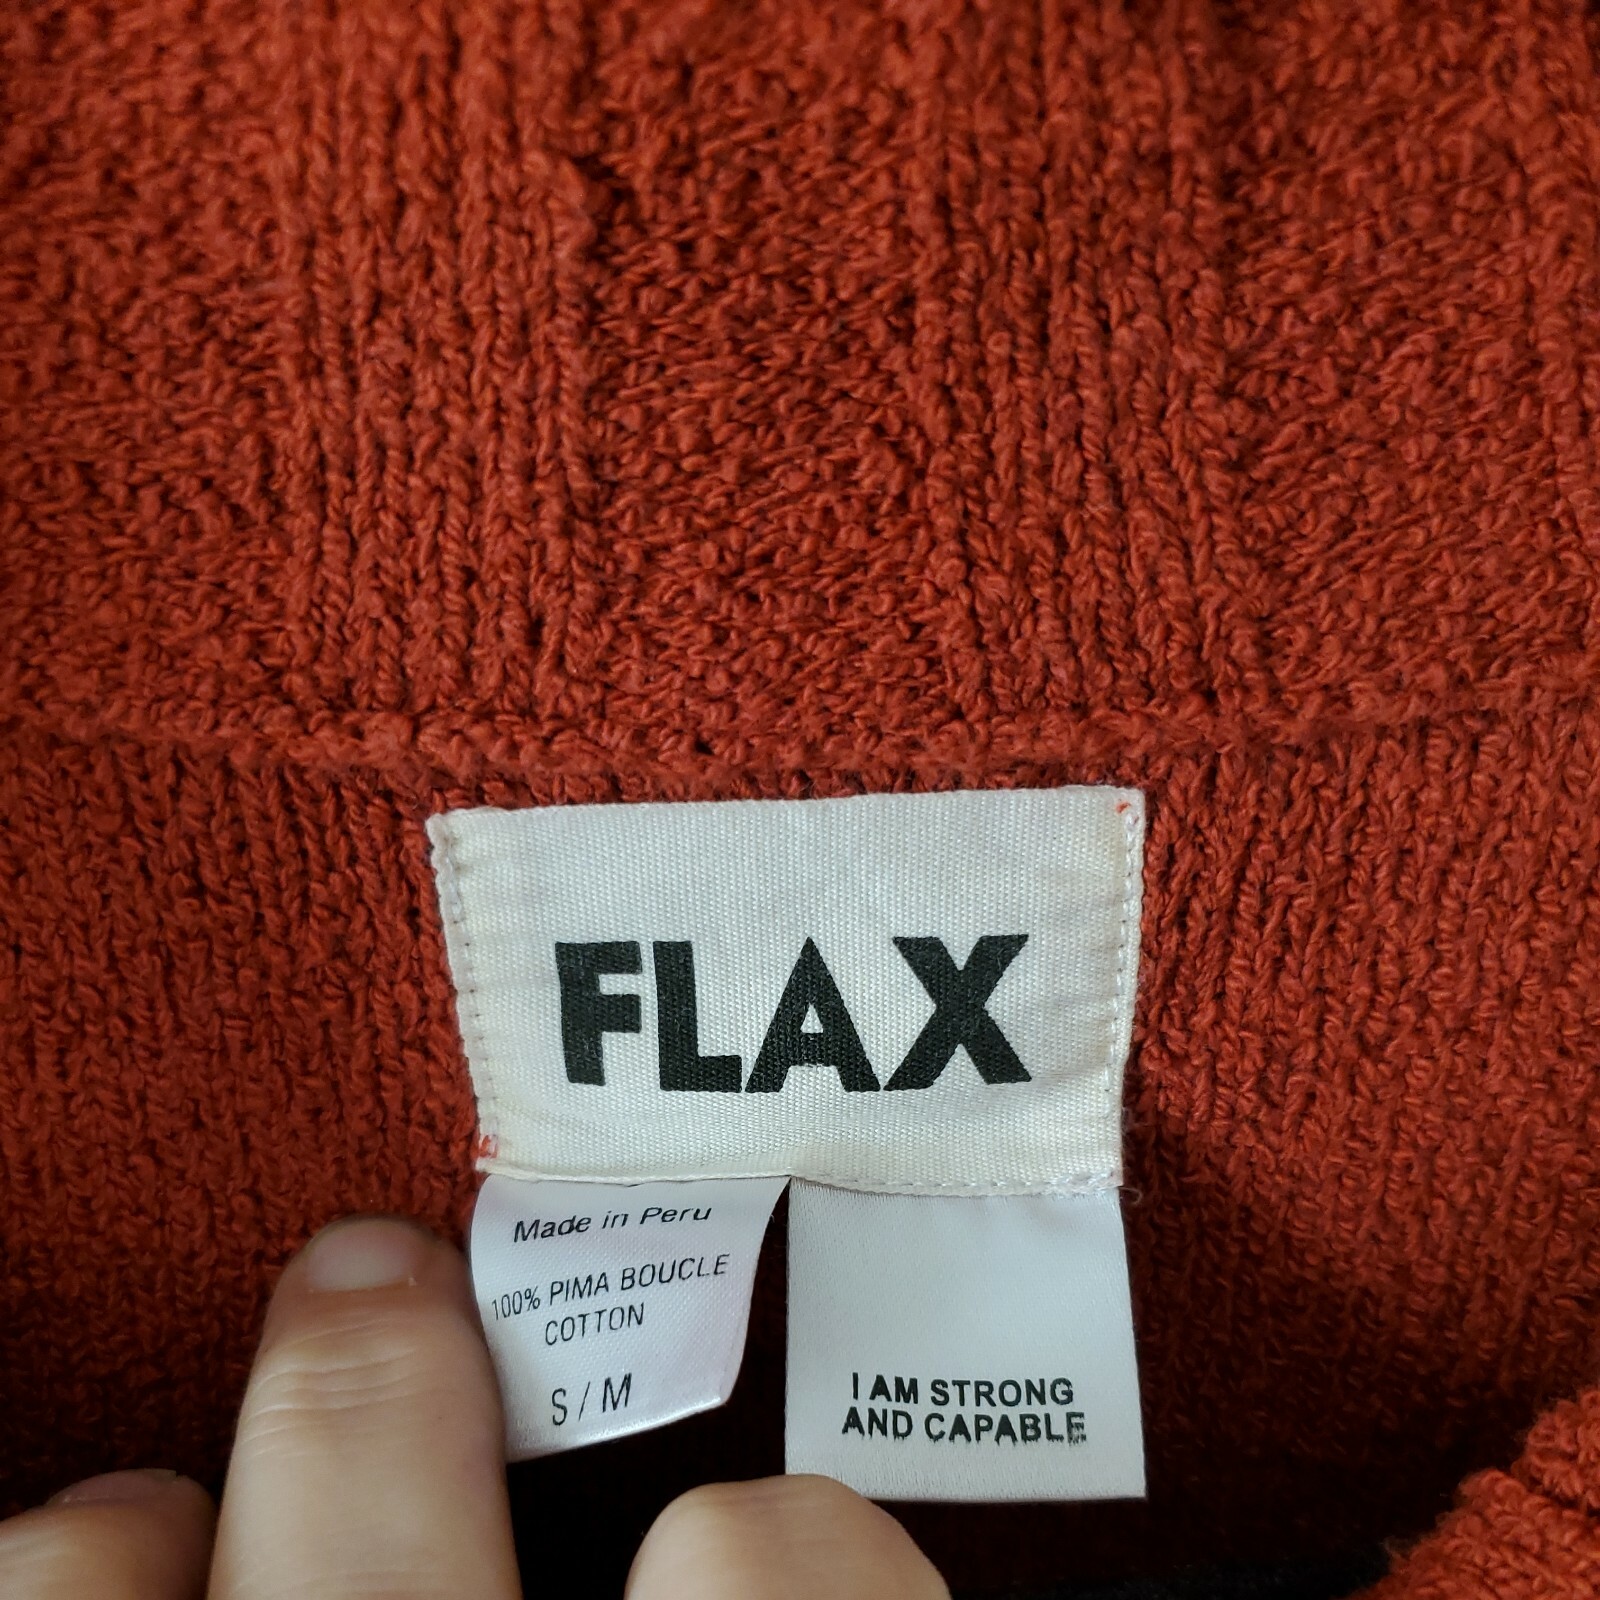 FLAX
Made in Peru
100% PIMA BOUCLE
COTTON
S / M
I AM STRONG
AND CAPABLE